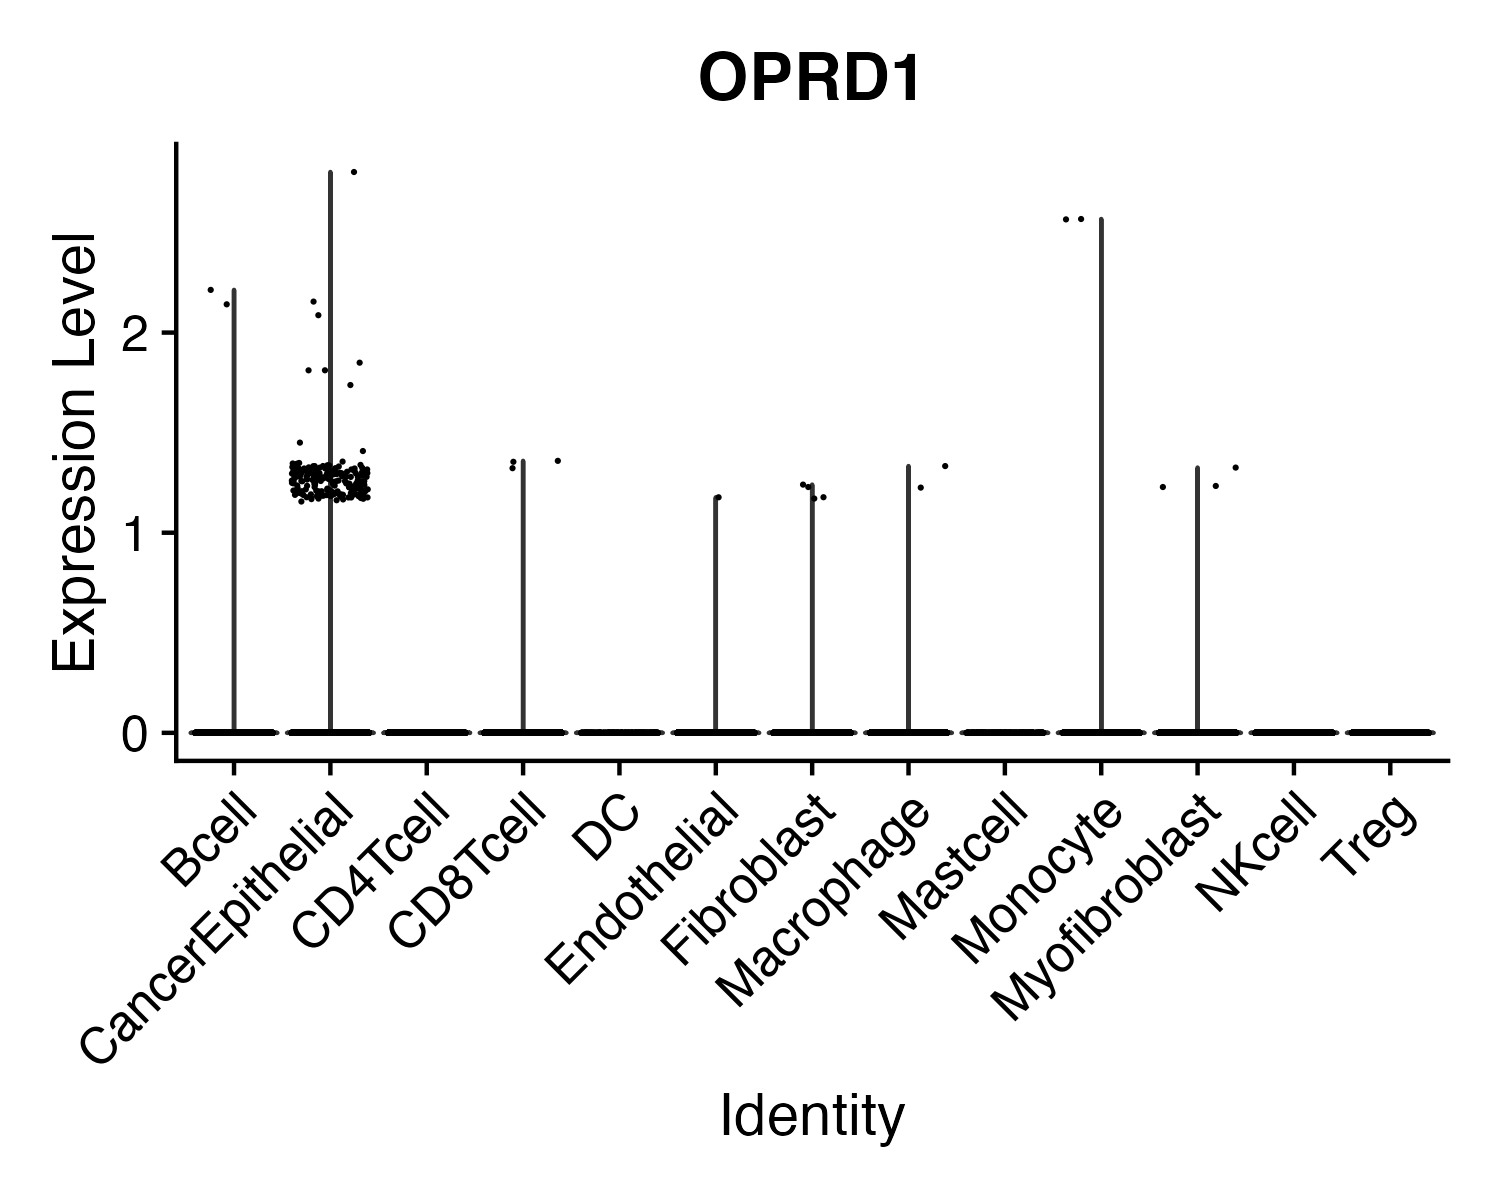 OPRD1
Expression Level
2
1
0
Bcell
CancerEpithelial
CD4Tcell
CD8Tcell
DC
Endothelial
Fibroblast
Macrophage
Mastcell
Monocyte
Myofibroblast
NKcell
Treg
Identity